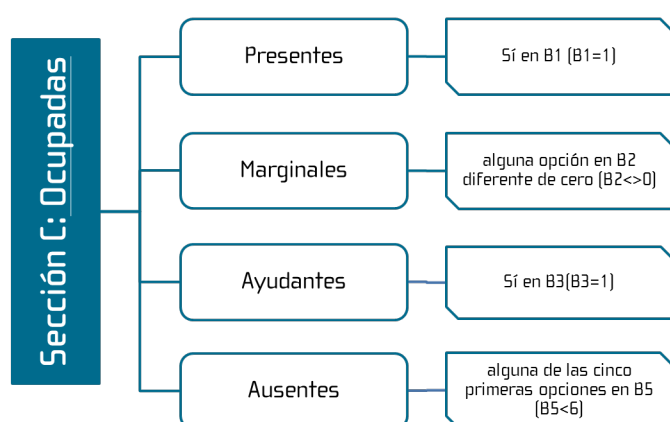 Sección C: Ocupadas
Presentes
Sí en B1 (B1=1)
Marginales
alguna opción en B2
diferente de cero (B2<>0)
Ayudantes
Sí en B3(B3=1)
Ausentes
alguna de las cinco
primeras opciones en B5
(B5<6)